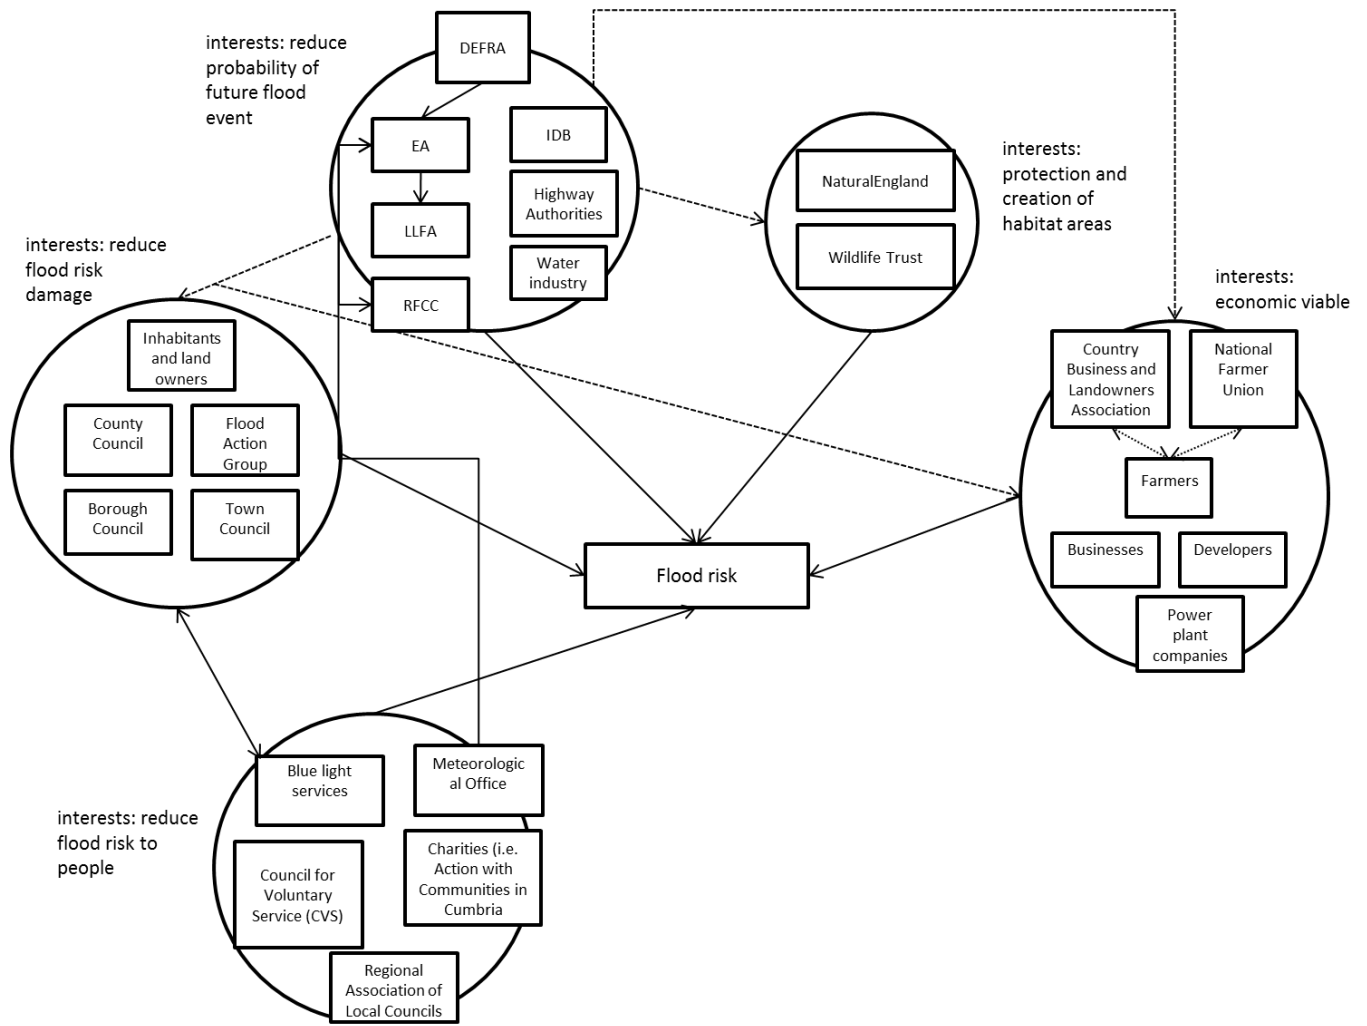 interests: reduce
probability of
future flood
event
DEFRA
EA
LLFA
RFCC
IDB
Highway
Authorities
Water
industry
NaturalEngland
Wildlife Trust
interests:
protection and
creation of
habitat areas
interests: reduce
flood risk
damage
Inhabitants
and land
owners
County
Council
Flood
Action
Group
Borough
Council
Town
Council
interests:
economic viable
Country
Business and
Landowners
Association
National
Farmer
Union
Farmers
Businesses
Developers
Power
plant
companies
Flood risk
interests: reduce
flood risk to
people
Blue light
services
Meteorologic
al Office
Council for
Voluntary
Service (CVS)
Charities (i.e.
Action with
Communities in
Cumbria
Regional
Association of
Local Councils